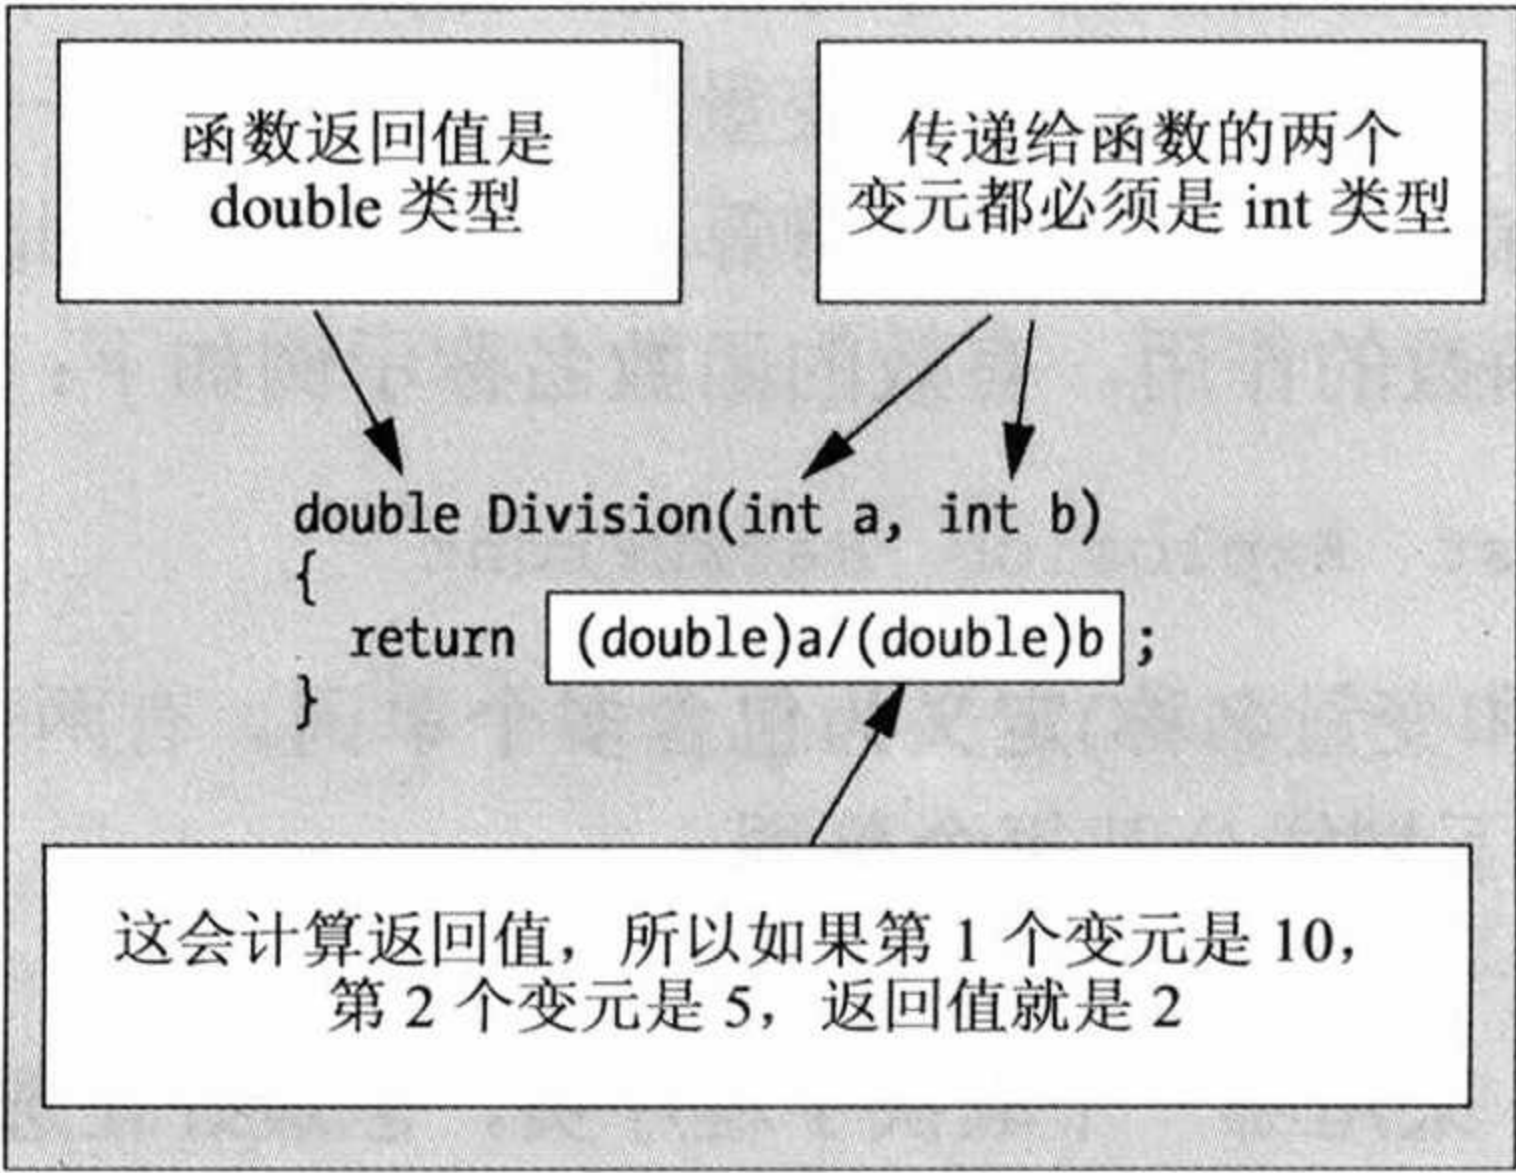 函数返回值是
double 类型
传递给函数的两个
变元都必须是 int 类型
double Division(int a, int b)
{
return (double)a/(double)b ;
}
这会计算返回值，所以如果第 1 个变元是 10，
第 2 个变元是 5，返回值就是 2